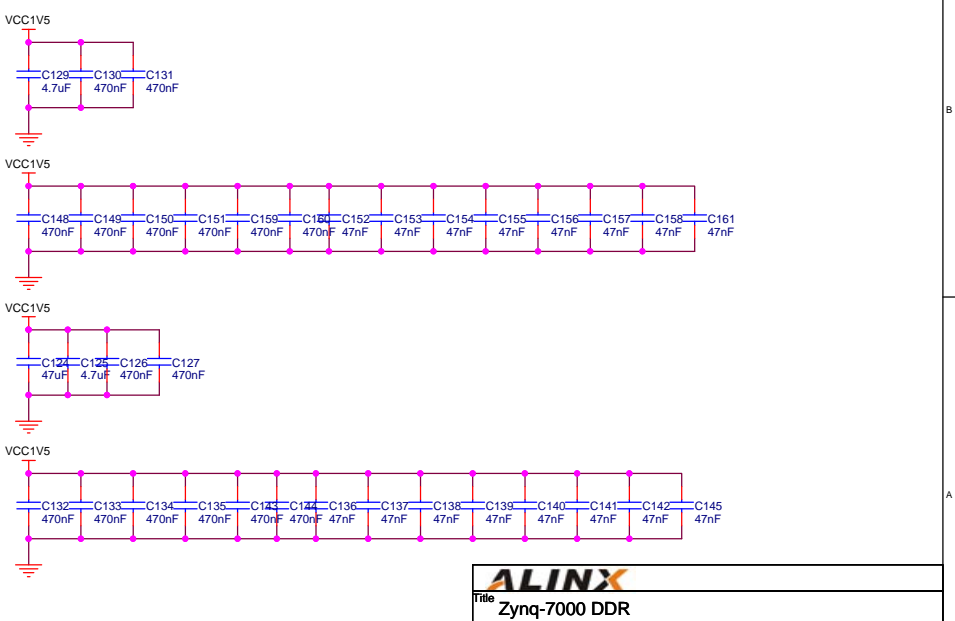 VCC1V5
C129 C130 C131
4.7uF 470nF 470nF
B
VCC1V5
C148 C149 C150 C151 C159 C160 C152 C153 C154 C155 C156 C157 C158 C161
470nF 470nF 470nF 470nF 470nF 470nF 47nF 47nF 47nF 47nF 47nF 47nF 47nF 47nF
VCC1V5
C124 C125 C126 C127
47uF 4.7uF 470nF 470nF
VCC1V5
A
C132 C133 C134 C135 C143 C144 C136 C137 C138 C139 C140 C141 C142 C145
470nF 470nF 470nF 470nF 470nF 470nF 47nF 47nF 47nF 47nF 47nF 47nF 47nF 47nF
ALINX
Title
Zynq-7000 DDR